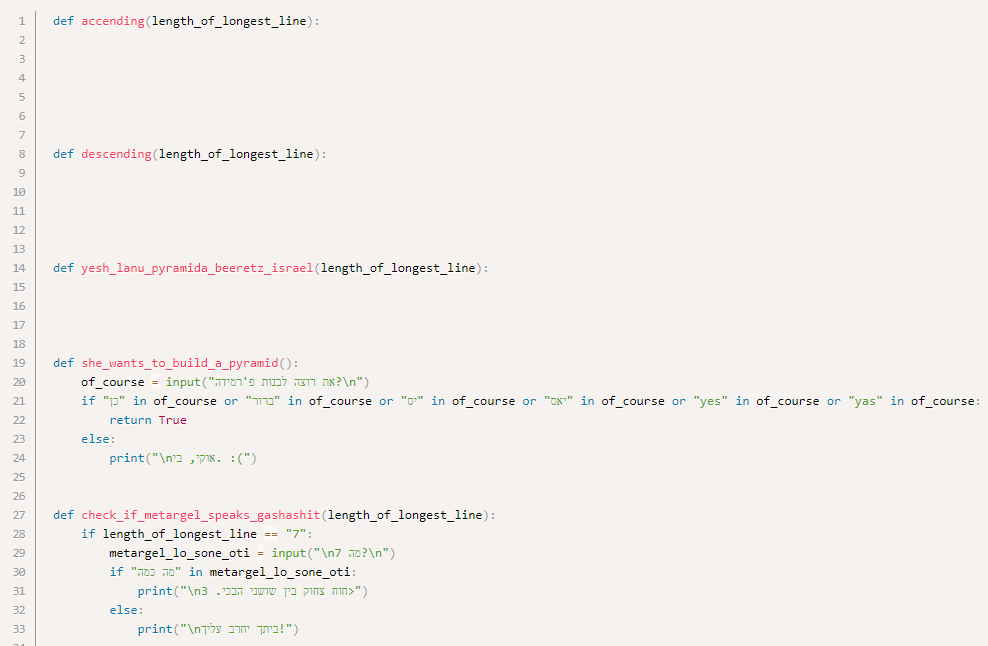 1 def accending(length_of_longest_line):
2
3
4
5
6
7
8 def descending(length_of_longest_line):
9
10
11
12
13
14 def yesh_lanu_pyramida_beeretz_israel(length_of_longest_line):
15
16
17
18
19 def she_wants_to_build_a_pyramid():
20 of_course = input("את רוצה לבנות פ'רמידה?\n")
21 if "כן" in of_course or "ברור" in of_course or "יס" in of_course or "יאס" in of_course or "yes" in of_course or "yas" in of_course:
22 return True
23 else:
24 print("\nאוקי, בי. :(")
25
26
27 def check_if_metargel_speaks_gashashit(length_of_longest_line):
28 if length_of_longest_line == "7":
29 metargel_lo_sone_oti = input("\n7 מה?\n")
30 if "מה כמה" in metargel_lo_sone_oti:
31 print("\n3 .חוח צחוק בין שושני הבכי>")
32 else:
33 print("\nביתך יחרב עליך!")